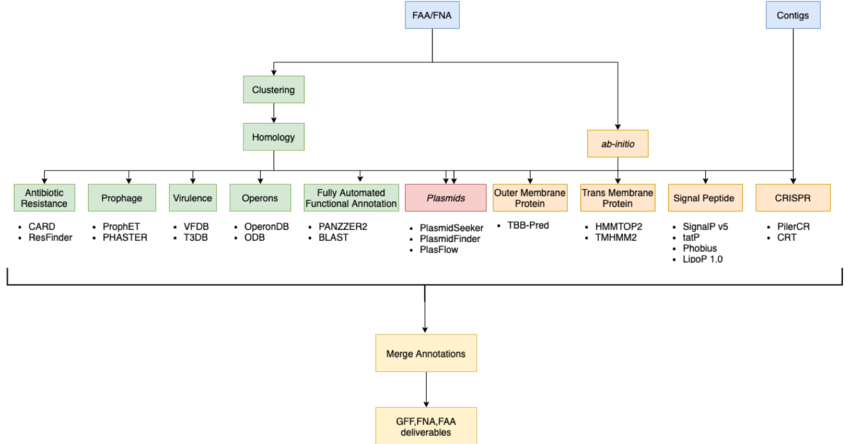 FAA/FNA
Contigs
Clustering
Homology
ab-initio
Antibiotic
Resistance
Prophage
Virulence
Operons
Fully Automated
Functional Annotation
Plasmids
Outer Membrane
Protein
Trans Membrane
Protein
Signal Peptide
CRISPR
• CARD
• ResFinder
• ProphET
• PHASTER
• VFDB
• T3DB
• OperonDB
• ODB
• PANZZER2
• BLAST
• PlasmidSeeker
• PlasmidFinder
• PlasFlow
• TBB-Pred
• HMMTOP2
• TMHMM2
• SignalP v5
• tatP
• Phobius
• LipoP 1.0
• PilerCR
• CRT
Merge Annotations
GFF,FNA,FAA
deliverables